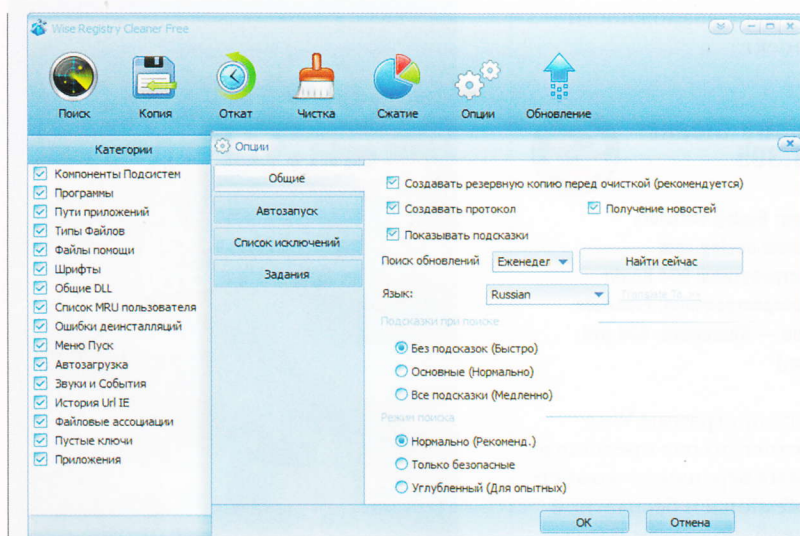 Wise Registry Cleaner Free
Поиск Копия Откат Чистка Сжатие Опции Обновление
Категории
Компоненты Подсистем
Программы
Пути приложений
Типы Файлов
Файлы помощи
Шрифты
Общие DLL
Список MRU пользователя
Ошибки деинсталляций
Меню Пуск
Автозагрузка
Звуки и События
История Url IE
Файловые ассоциации
Пустые ключи
Приложения
Опции
Общие
Автозапуск
Список исключений
Задания
Создавать резервную копию перед очисткой (рекомендуется)
Создавать протокол Получение новостей
Показывать подсказки
Поиск обновлений Еженедег Найти сейчас
Язык: Russian
Подсказки при поиске
Без подсказок (Быстро)
Основные (Нормально)
Все подсказки (Медленно)
Режим поиска
Нормально (Рекоменд.)
Только безопасные
Углубленный (Для опытных)
OK Отмена